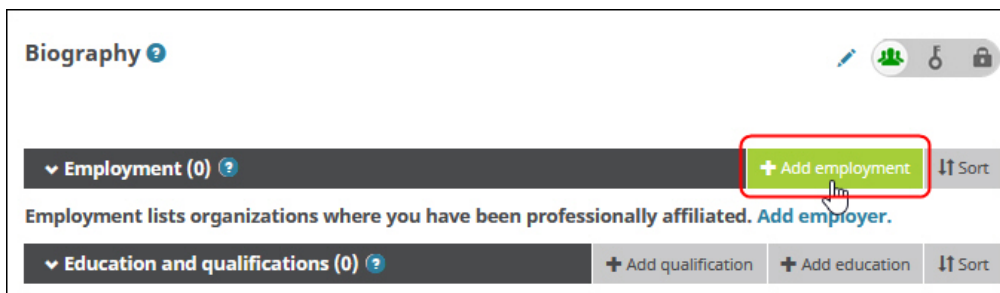 Biography ?
Employment (0) ?
+ Add employment
Sort
Employment lists organizations where you have been professionally affiliated. Add employer.
Education and qualifications (0) ?
+ Add qualification
+ Add education
Sort